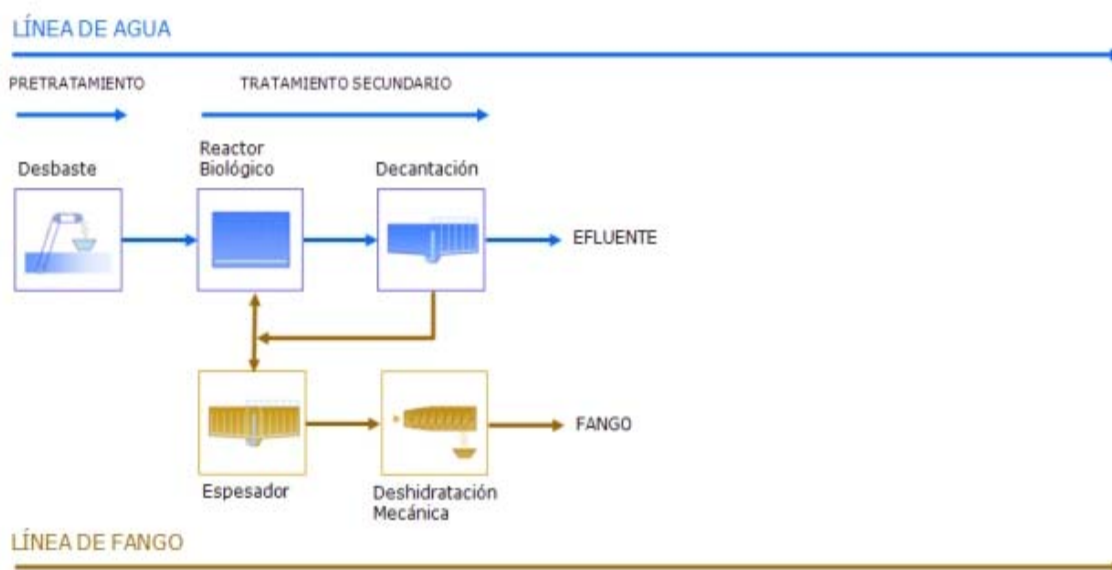 LÍNEA DE AGUA
PRETRATAMIENTO
TRATAMIENTO SECUNDARIO
Desbaste
Reactor
Biológico
Decantación
EFLUENTE
FANGO
Espesador
Deshidratación
Mecánica
LÍNEA DE FANGO